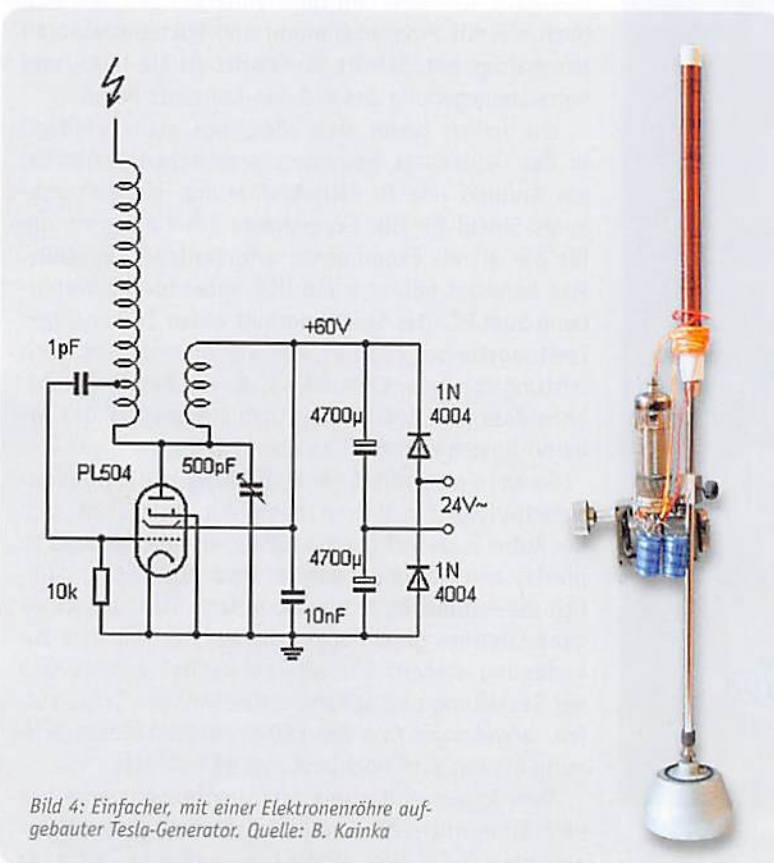 +60V
1pF
1N
4004
4700µ
PL504
500pF
24V~
10k
4700µ
1N
4004
10nF
Bild 4: Einfacher, mit einer Elektronenröhre auf-
gebauter Tesla-Generator. Quelle: B. Kainka